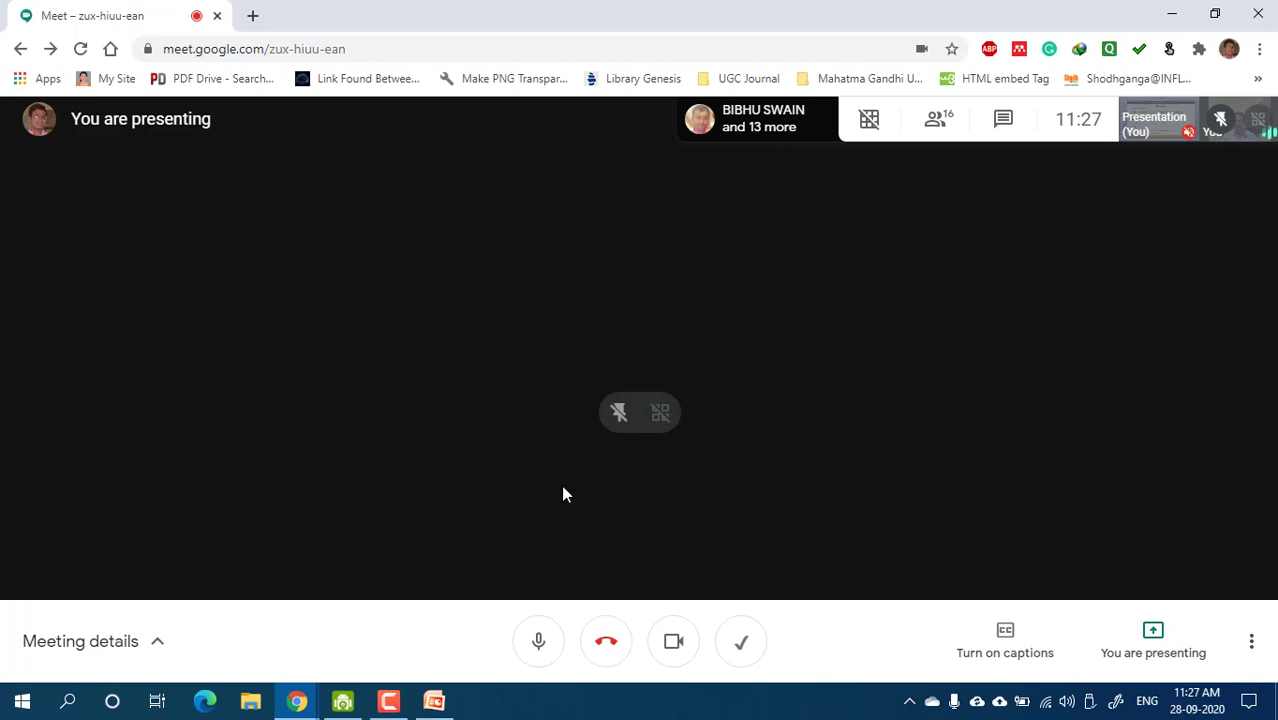 Meet – zux-hiuu-ean
meet.google.com/zux-hiuu-ean
ABP
Apps
My Site
PDF Drive - Search...
Link Found Betwee...
Make PNG Transpar...
Library Genesis
UGC Journal
Mahatma Gandhi U...
HTML embed Tag
Shodhganga@INFL...
»
You are presenting
BIBHU SWAIN
and 13 more
16
11:27
Presentation
(You)
You
Meeting details
CC
Turn on captions
You are presenting
ENG
11:27 AM
28-09-2020